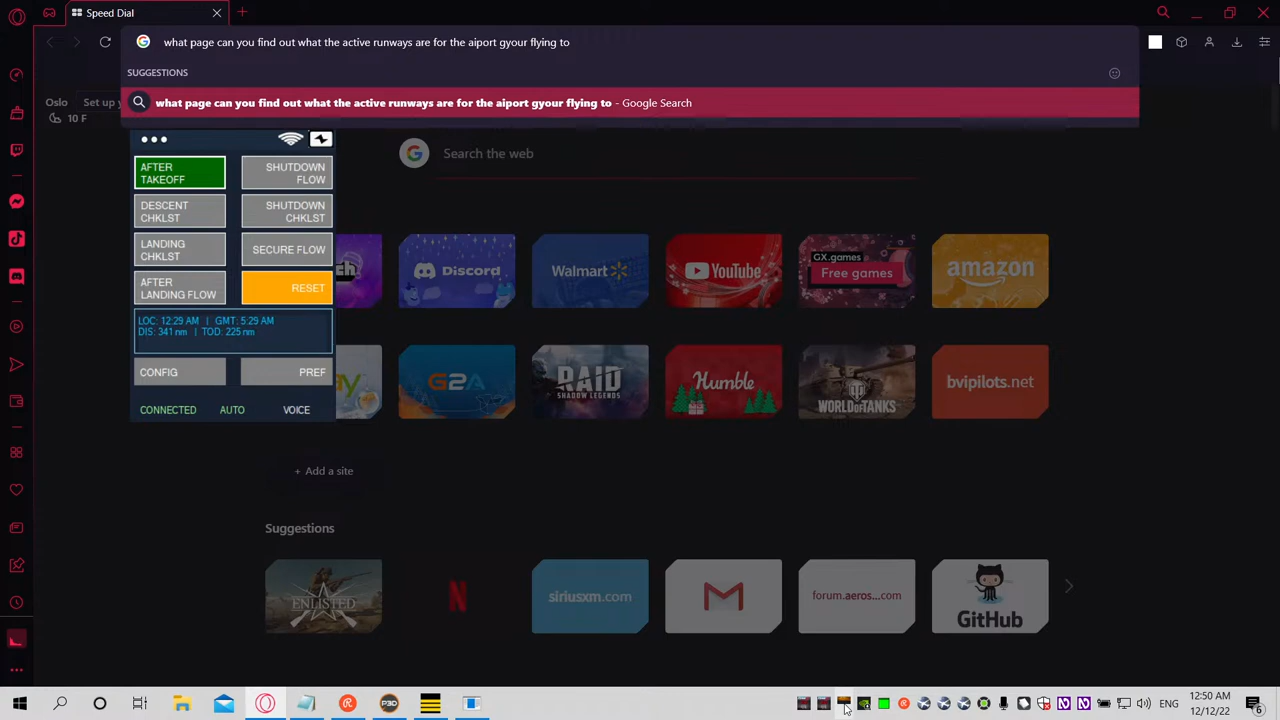 Speed Dial
what page can you find out what the active runways are for the aiport gyour flying to
SUGGESTIONS
what page can you find out what the active runways are for the aiport gyour flying to - Google Search
Oslo
Set up y
10 F
Search the web
AFTER TAKEOFF
SHUTDOWN FLOW
DESCENT CHKLST
SHUTDOWN CHKLST
LANDING CHKLST
SECURE FLOW
AFTER LANDING FLOW
RESET
LOC: 12:29 AM | GMT: 5:29 AM
DIS: 341 nm | TOD: 225 nm
CONFIG
PREF
CONNECTED AUTO VOICE
Discord
Walmart
YouTube
GX.games
Free games
amazon
G2A
RAID
SHADOW LEGENDS
Humble
WORLD OF TANKS
bvipilots.net
+ Add a site
Suggestions
ENLISTED
N
siriusxm.com
M
forum.aeros...com
GitHub
P3D
ENG
12:50 AM
12/12/22
6